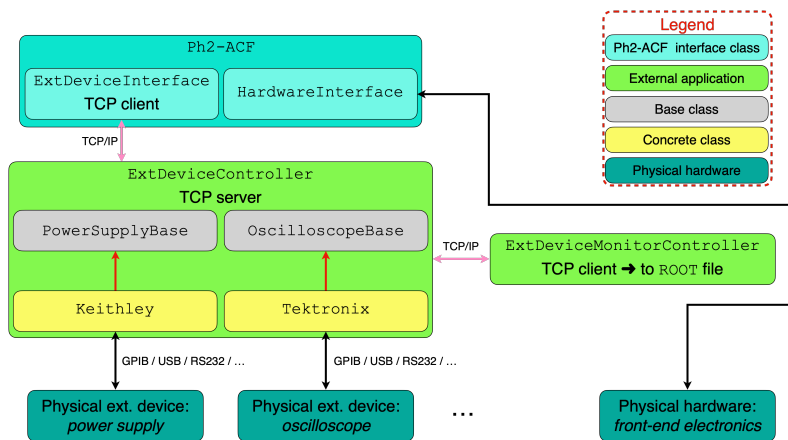 Legend
Ph2-ACF interface class
External application
Base class
Concrete class
Physical hardware
Ph2-ACF
ExtDeviceInterface
TCP client
HardwareInterface
TCP/IP
ExtDeviceController
TCP server
PowerSupplyBase
OscilloscopeBase
Keithley
Tektronix
TCP/IP
ExtDeviceMonitorController
TCP client ➜ to ROOT file
GPIB / USB / RS232 / ...
GPIB / USB / RS232 / ...
Physical ext. device:
power supply
Physical ext. device:
oscilloscope
...
Physical hardware:
front-end electronics